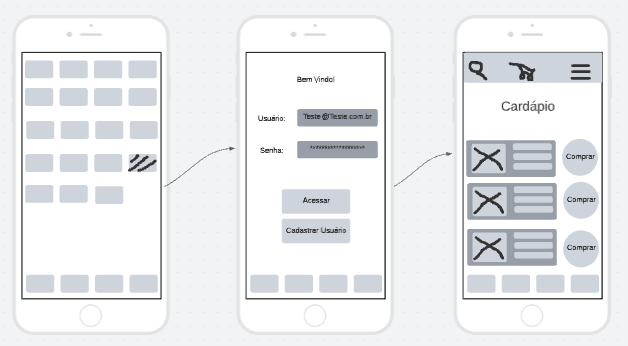 Bem Vindo!
Usuário: Teste@Teste.com.br
Senha: ******************
Acessar
Cadastrar Usuário
Cardápio
Comprar
Comprar
Comprar